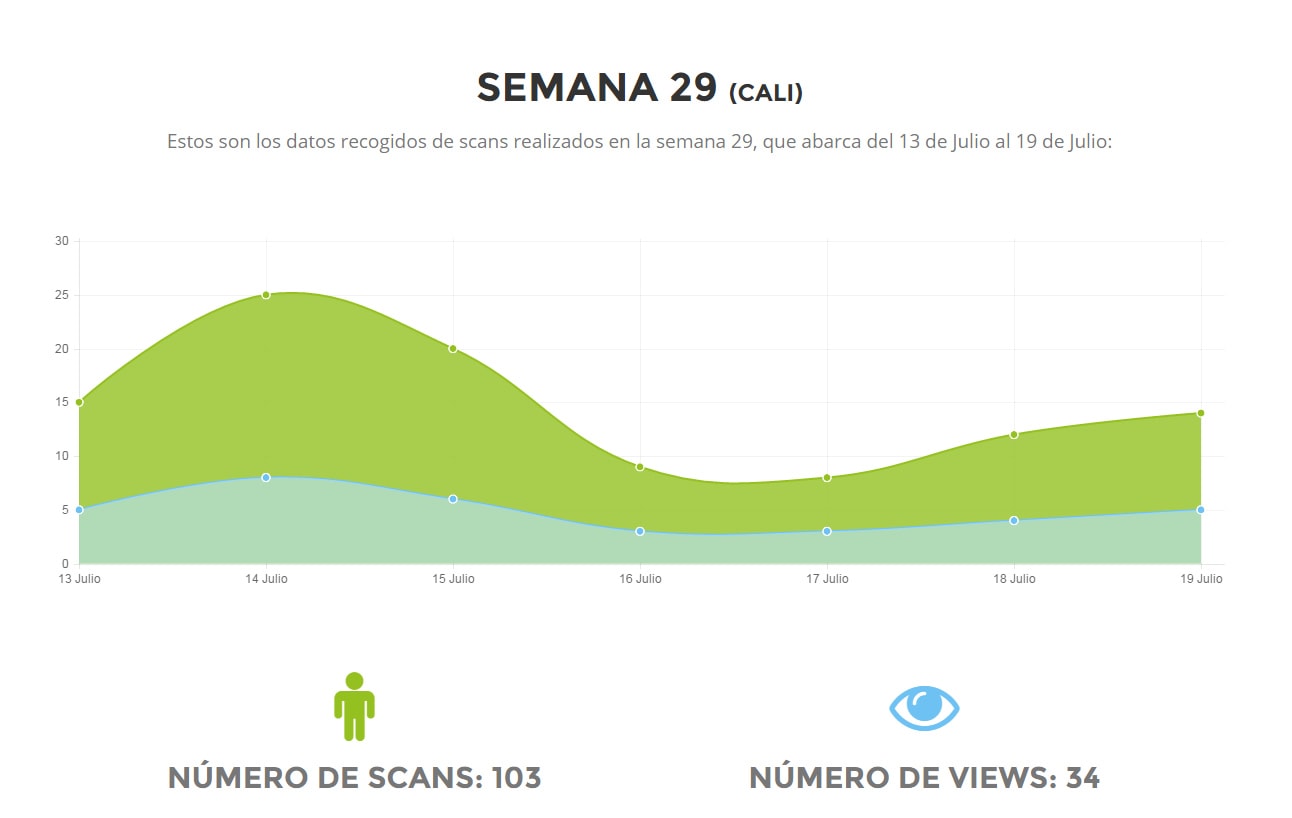 SEMANA 29 (CALI)
Estos son los datos recogidos de scans realizados en la semana 29, que abarca del 13 de Julio al 19 de Julio:
30
25
20
15
10
5
0
13 Julio 14 Julio 15 Julio 16 Julio 17 Julio 18 Julio 19 Julio
NÚMERO DE SCANS: 103 NÚMERO DE VIEWS: 34